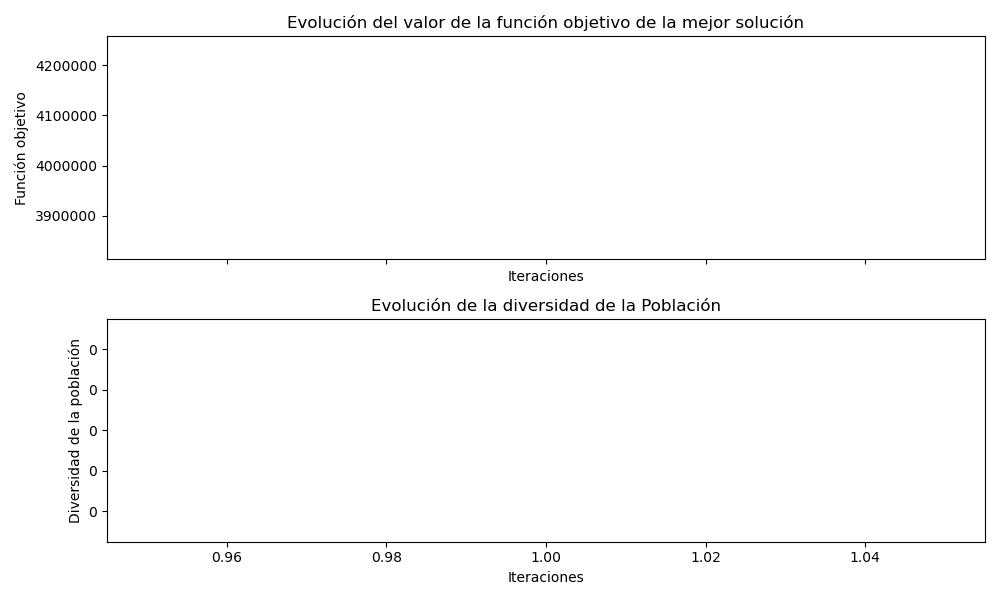 Evolución del valor de la función objetivo de la mejor solución
4200000
4100000
4000000
3900000
Función objetivo
Iteraciones
Evolución de la diversidad de la Población
0
0
0
0
0
Diversidad de la población
0.96 0.98 1.00 1.02 1.04
Iteraciones